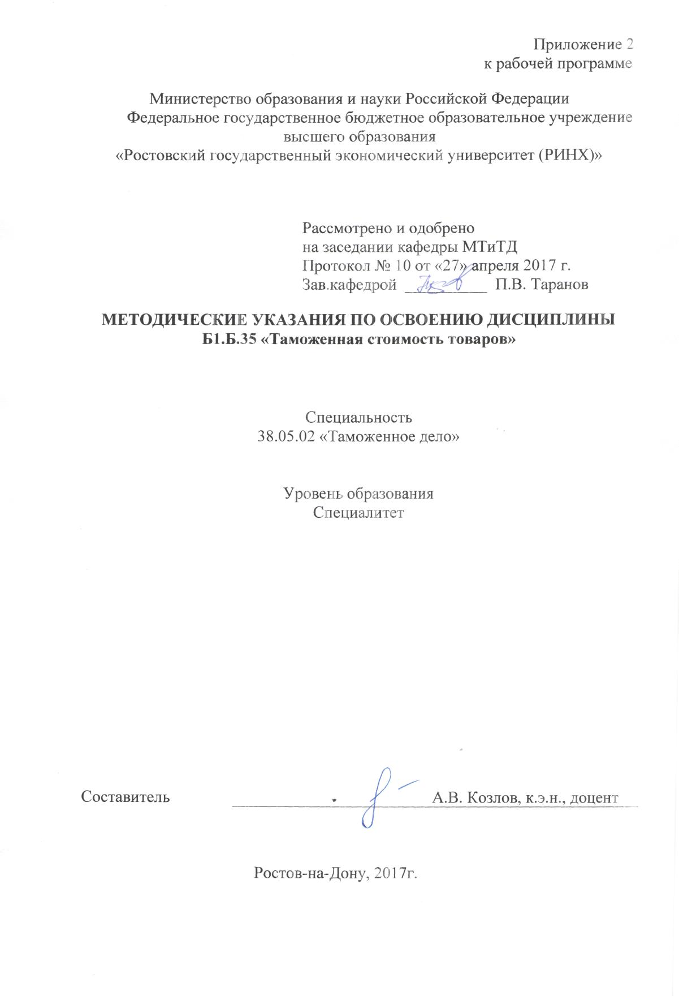 Приложение 2
к рабочей программе
Министерство образования и науки Российской Федерации
Федеральное государственное бюджетное образовательное учреждение
высшего образования
«Ростовский государственный экономический университет (РИНХ)»
Рассмотрено и одобрено
на заседании кафедры МТиТД
Протокол № 10 от «27» апреля 2017 г.
Зав.кафедрой __________ П.В. Таранов
МЕТОДИЧЕСКИЕ УКАЗАНИЯ ПО ОСВОЕНИЮ ДИСЦИПЛИНЫ
Б1.Б.35 «Таможенная стоимость товаров»
Специальность
38.05.02 «Таможенное дело»
Уровень образования
Специалитет
Составитель А.В. Козлов, к.э.н., доцент
Ростов-на-Дону, 2017г.